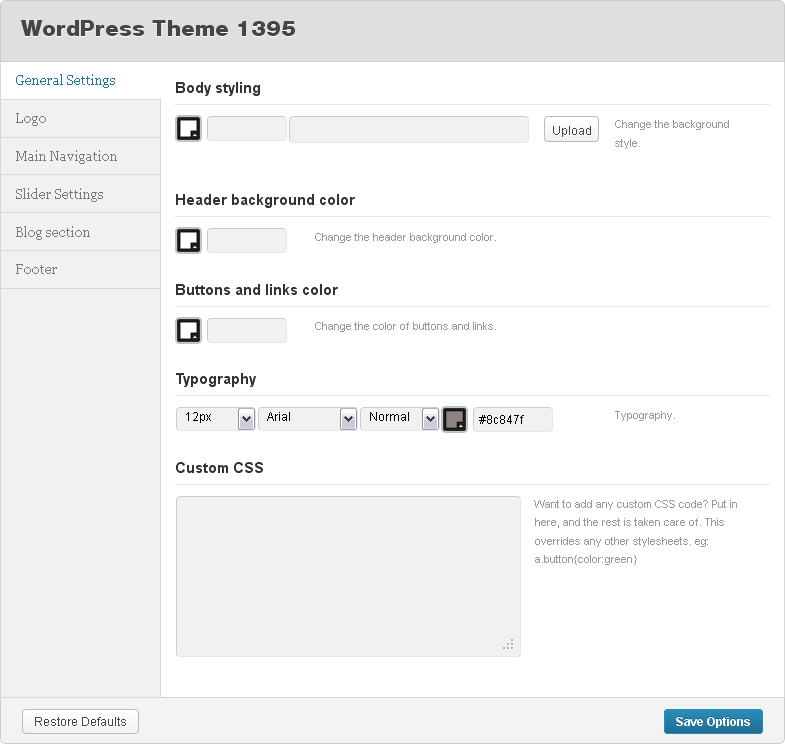 WordPress Theme 1395
General Settings
Logo
Main Navigation
Slider Settings
Blog section
Footer
Body styling
Upload
Change the background
style.
Header background color
Change the header background color.
Buttons and links color
Change the color of buttons and links.
Typography
12px
Arial
Normal
#8c847f
Typography.
Custom CSS
Want to add any custom CSS code? Put in
here, and the rest is taken care of. This
overrides any other stylesheets. eg:
a.button{color:green}
Restore Defaults
Save Options